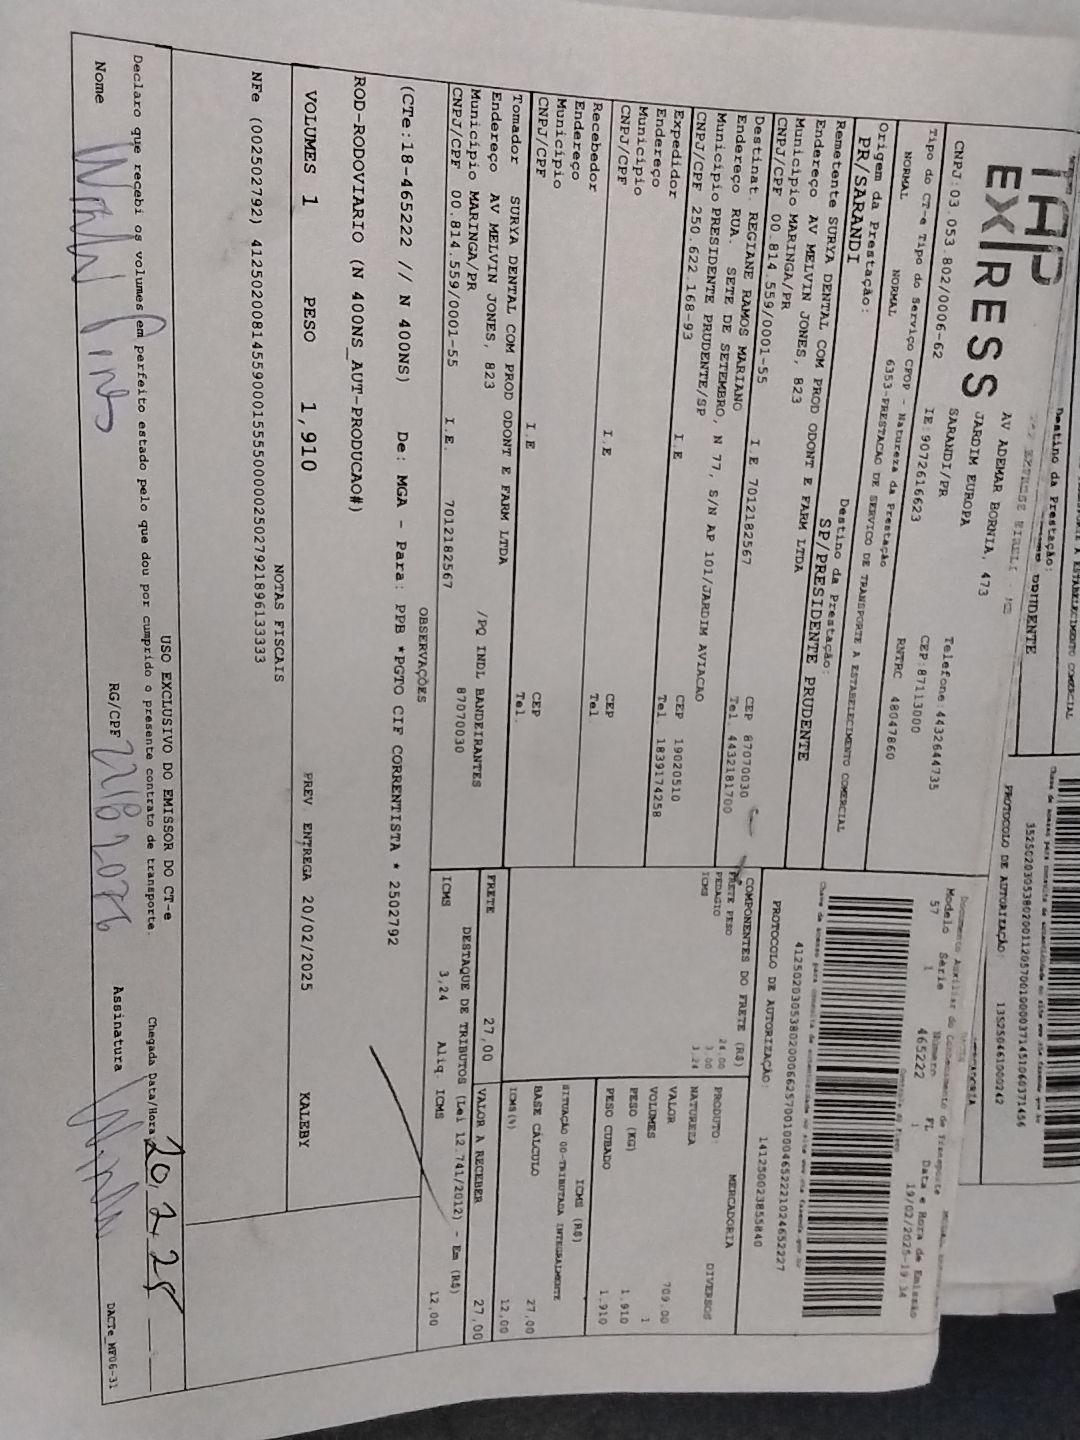 Destino da Prestação:
PRUDENTE
TAP
EXPRESS
AV ADEMAR BORNIA, 473
JARDIM EUROPA
SARANDI/PR
Telefone:4432644735
CNPJ:03.053.802/0006-62
IE:9072616623
CEP:87113000
Tipo do CT-e Tipo do Serviço CFOP - Natureza da Prestação
RNTRC 48047860
NORMAL NORMAL 6353-PRESTACAO DE SERVICO DE TRANSPORTE A ESTABELECIMENTO COMERCIAL
Origem da Prestação:
PR/SARANDI
Destino da Prestação:
SP/PRESIDENTE PRUDENTE
Remetente SURYA DENTAL COM PROD ODONT E FARM LTDA
Endereço AV MELVIN JONES, 823
Município MARINGA/PR
CEP 87070030
CNPJ/CPF 00.814.559/0001-55 I.E 7012182567
Tel. 4432181700
Destinat. REGIANE RAMOS MARIANO
Endereço RUA. SETE DE SETEMBRO, N 77, S/N AP 101/JARDIM AVIACAO
Município PRESIDENTE PRUDENTE/SP
CEP 19020510
CNPJ/CPF 250.622.168-93 I.E
Tel. 1839174258
Expedidor
Endereço
Município
CEP
CNPJ/CPF I.E
Tel.
Recebedor
Endereço
Município
CEP
CNPJ/CPF I.E
Tel.
Tomador SURYA DENTAL COM PROD ODONT E FARM LTDA
Endereço AV MELVIN JONES, 823 /PQ INDL BANDEIRANTES
Município MARINGA/PR 87070030
CNPJ/CPF 00.814.559/0001-55 I.E. 7012182567
PROTOCOLO DE AUTORIZAÇÃO: 135250461000242
35250203053802001120570010000371451060371456
Modelo Série Número FL Data e Hora de Emissão
57 1 465222 1 19/02/2025-19:34
41250203053802000662570010004652221024652227
PROTOCOLO DE AUTORIZAÇÃO: 141250023855840
COMPONENTES DO FRETE (R$)
FRETE PESO 24.00
PEDAGIO 3.00
ICMS 3.24
PRODUTO: MERCADORIA
NATUREZA DIVERSOS
VALOR 709.00
VOLUMES 1
PESO (KG) 1.910
PESO CUBADO 1.910
ICMS (R$)
SITUAÇÃO 00-TRIBUTADA INTEGRALMENTE
BASE CALCULO 27,00
ICMS(%) 12,00
FRETE 27,00
VALOR A RECEBER 27,00
DESTAQUE DE TRIBUTOS (Lei 12.741/2012) - Em (R$)
ICMS 3,24 Aliq. ICMS 12,00
OBSERVAÇÕES
(CTe:18-465222 // N 400NS) De: MGA - Para: PPB *PGTO CIF CORRENTISTA * 2502792
ROD-RODOVIARIO (N 400NS_AUT-PRODUCAO#)
VOLUMES 1 PESO 1,910 PREV ENTREGA 20/02/2025 KALEBY
NOTAS FISCAIS
NFe (002502792) 41250200814559000155550000025027921896133333
USO EXCLUSIVO DO EMISSOR DO CT-e
Declaro que recebi os volumes em perfeito estado pelo que dou por cumprido o presente contrato de transporte.
Chegada Data/Hora 20/2/25
Nome RG/CPF Assinatura
DACTe_MF06-31